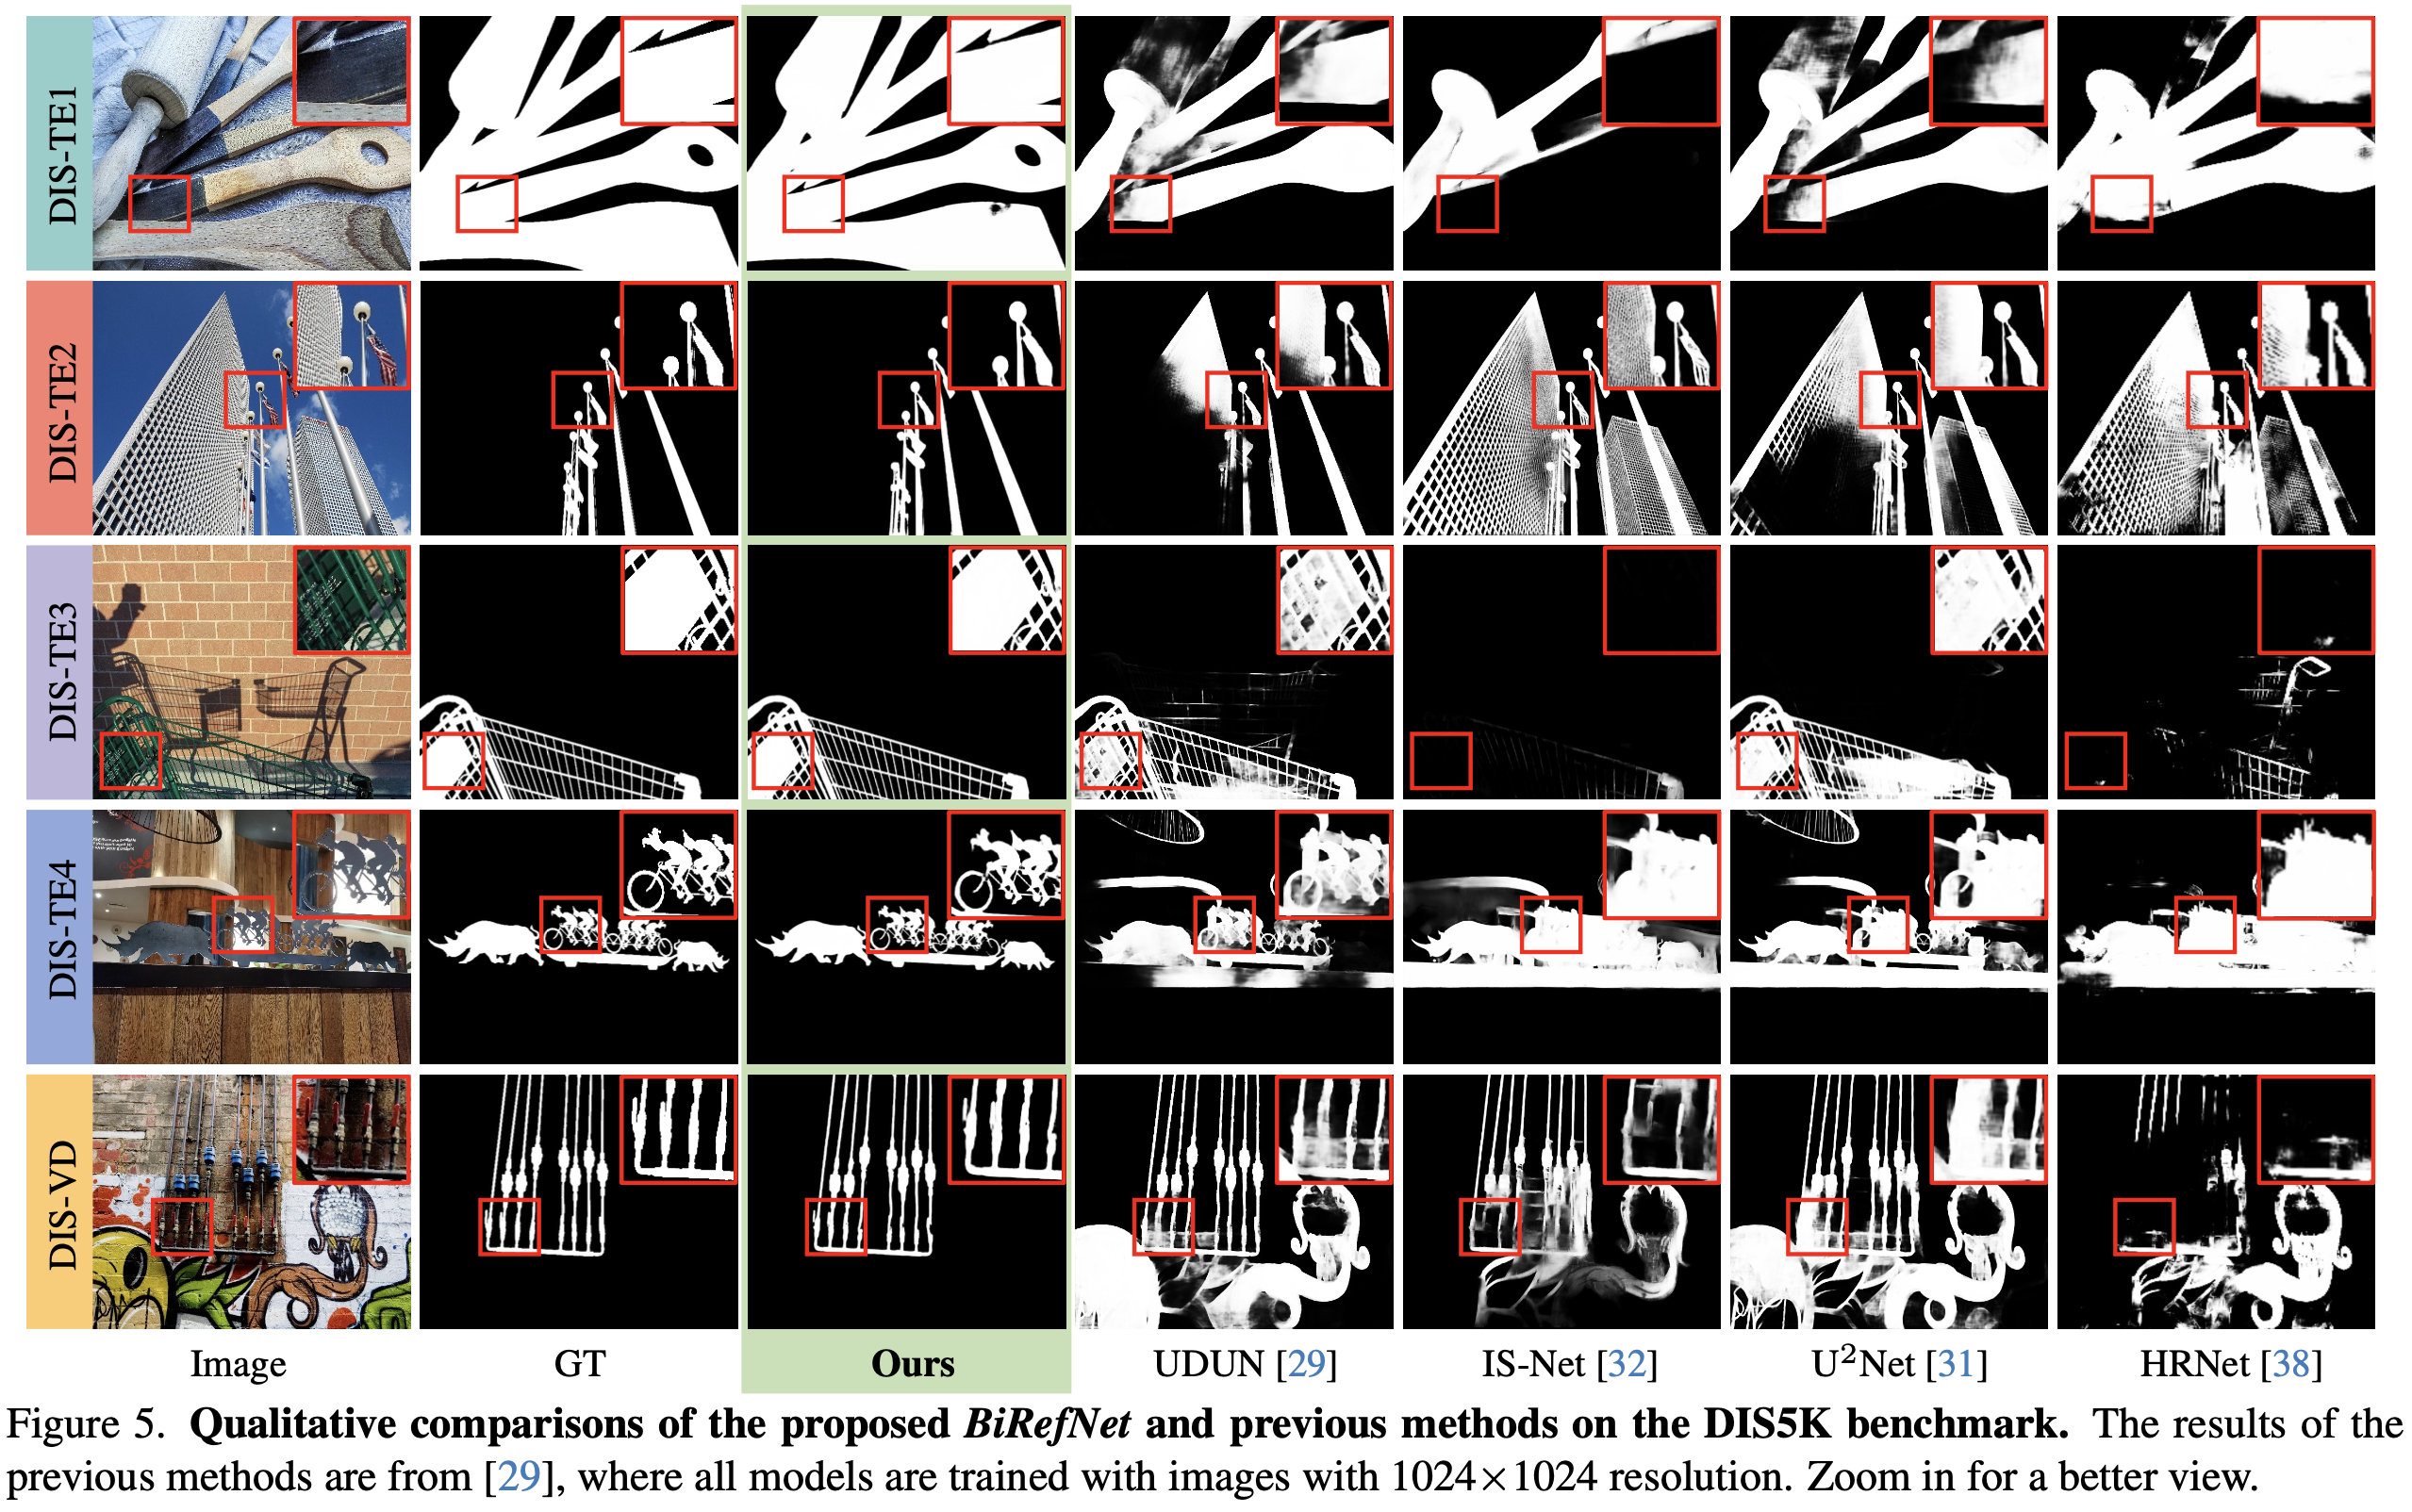 DIS-TE1
DIS-TE2
DIS-TE3
DIS-TE4
DIS-VD
Image GT Ours UDUN [29] IS-Net [32] U²Net [31] HRNet [38]
Figure 5. Qualitative comparisons of the proposed BiRefNet and previous methods on the DIS5K benchmark. The results of the
previous methods are from [29], where all models are trained with images with 1024×1024 resolution. Zoom in for a better view.